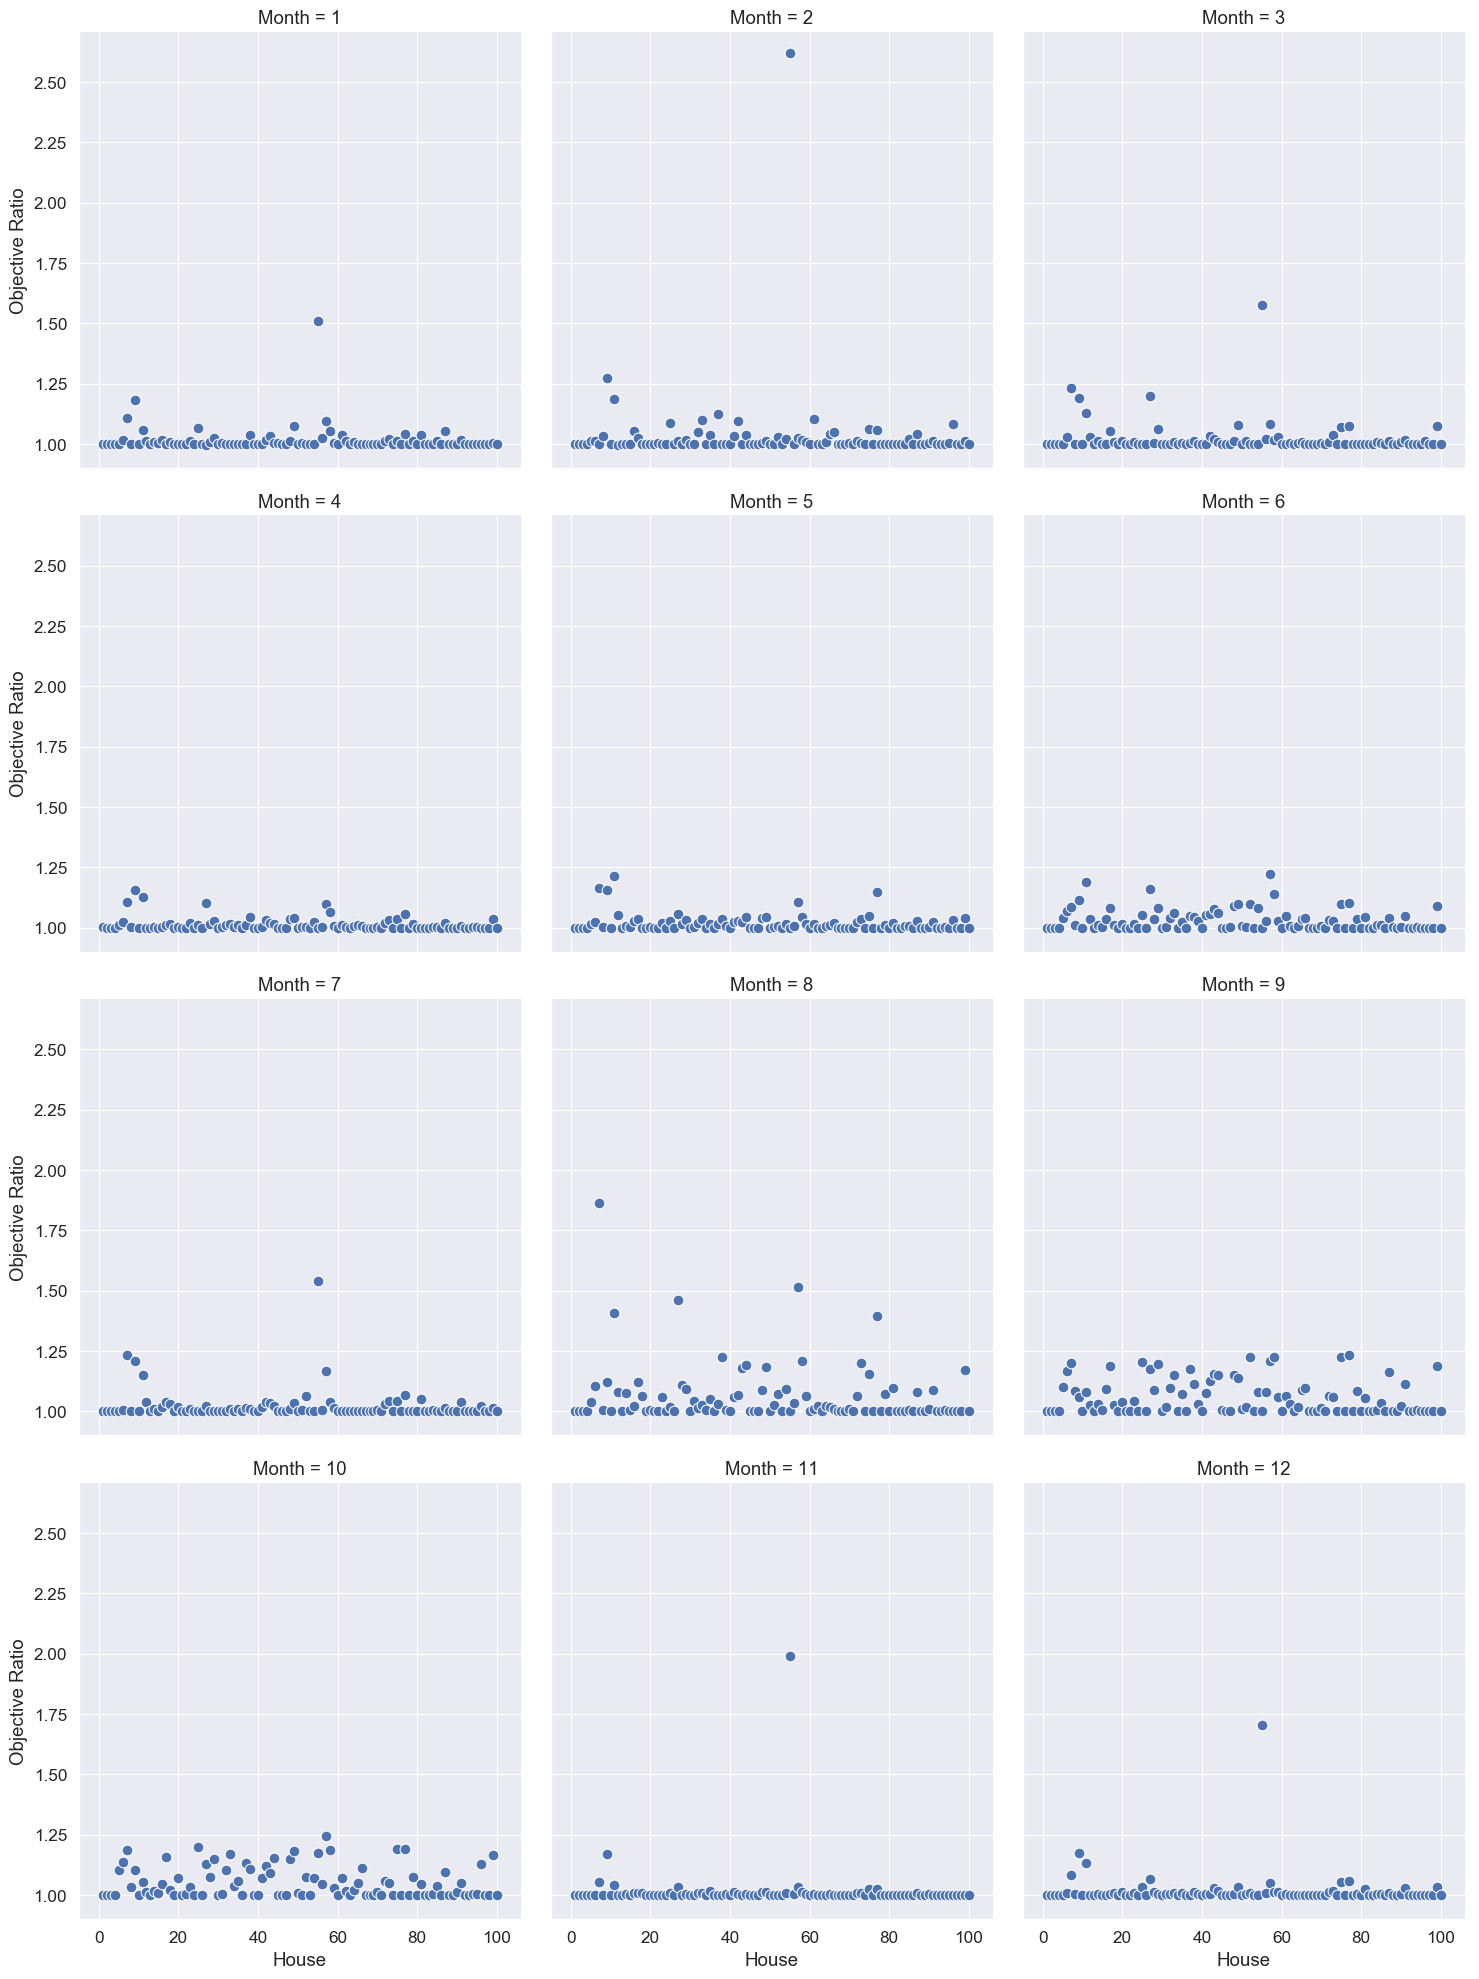 Month = 1
Month = 2
Month = 3
2.50
2.25
2.00
1.75
1.50
1.25
1.00
Objective Ratio
Month = 4
Month = 5
Month = 6
2.50
2.25
2.00
1.75
1.50
1.25
1.00
Objective Ratio
Month = 7
Month = 8
Month = 9
2.50
2.25
2.00
1.75
1.50
1.25
1.00
Objective Ratio
Month = 10
Month = 11
Month = 12
2.50
2.25
2.00
1.75
1.50
1.25
1.00
Objective Ratio
0 20 40 60 80 100
0 20 40 60 80 100
0 20 40 60 80 100
House
House
House